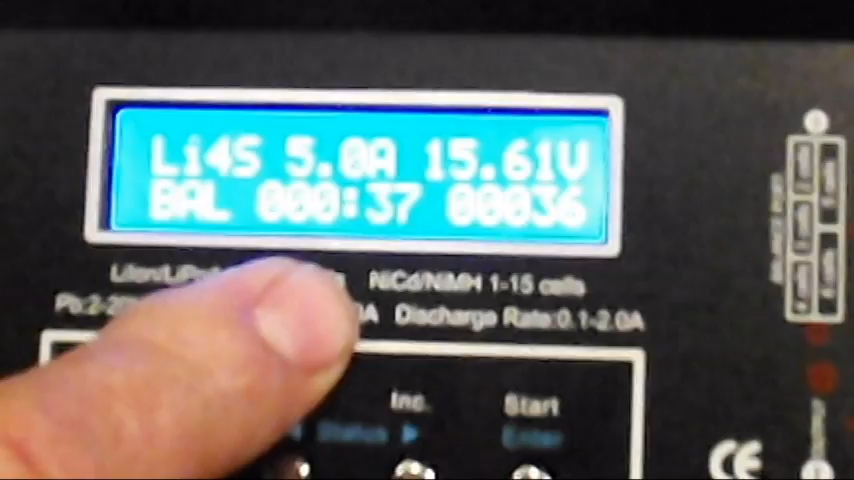 Li4S 5.0A 15.61V
BAL 000:37 00036
NiCd/NiMH 1-15 cells
Discharge Rate:0.1-2.0A
Inc. Start
Status Enter
CE